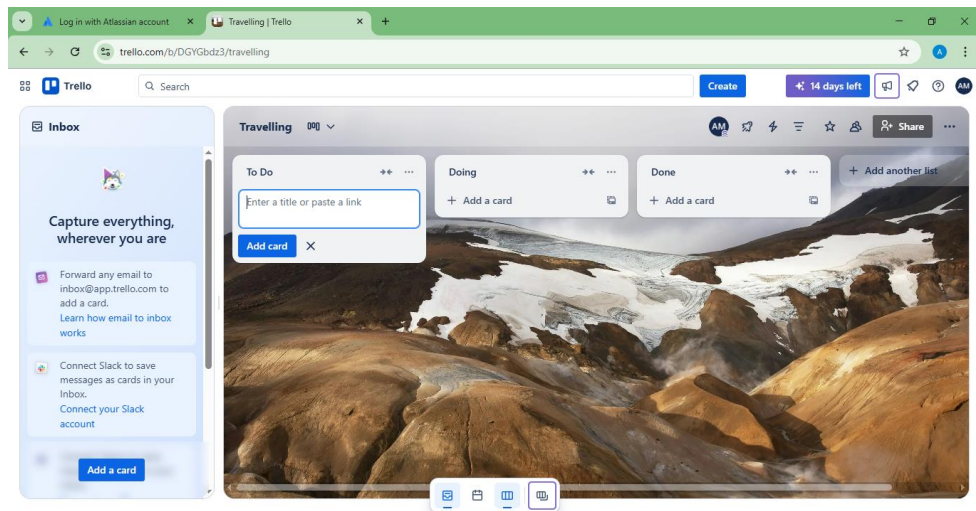 Log in with Atlassian account
Travelling | Trello
trello.com/b/DGYGbdz3/travelling
A
Trello
Search
Create
14 days left
AM
Inbox
Travelling
AM
Share
Capture everything,
wherever you are
Forward any email to
inbox@app.trello.com to
add a card.
Learn how email to inbox
works
Connect Slack to save
messages as cards in your
Inbox.
Connect your Slack
account
Add a card
To Do
Enter a title or paste a link
Add card
Doing
+ Add a card
Done
+ Add a card
+ Add another list